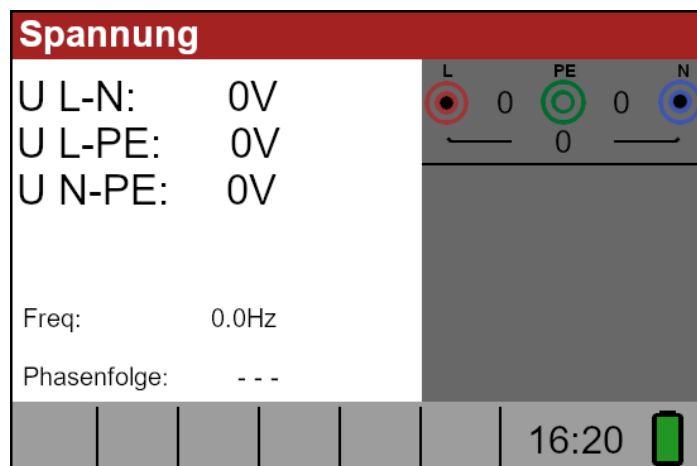 Spannung
U L-N: 0V
U L-PE: 0V
U N-PE: 0V
Freq: 0.0Hz
Phasenfolge: - - -
L PE N
0 0
0
16:20